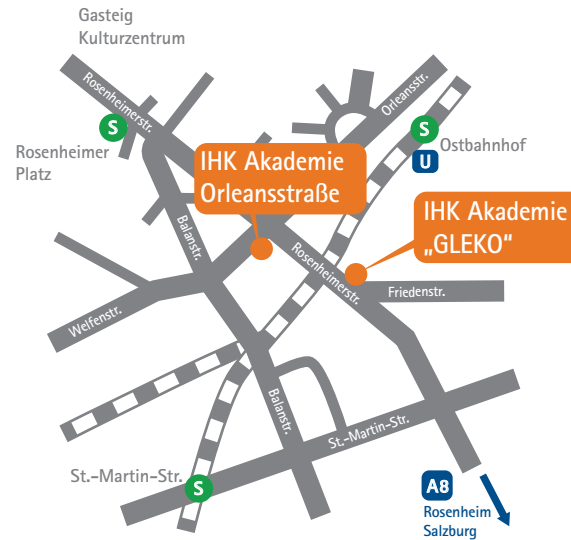 Gasteig
Kulturzentrum
Rosenheimerstr.
Orleansstr.
S
Rosenheimer
Platz
S
Ostbahnhof
U
IHK Akademie
Orleansstraße
IHK Akademie
„GLEKO“
Balanstr.
Rosenheimerstr.
Friedenstr.
Welfenstr.
Balanstr.
St.-Martin-Str.
St.-Martin-Str.
S
A8
Rosenheim
Salzburg